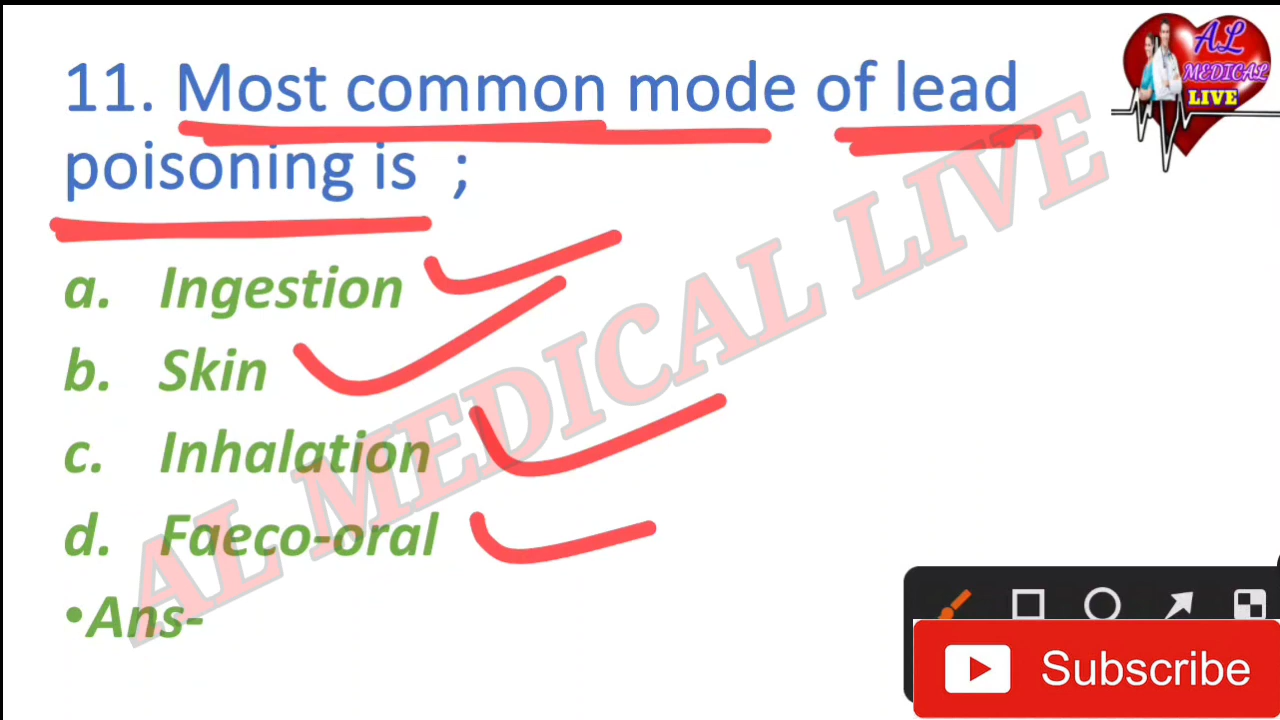 11. Most common mode of lead
poisoning is ;
a. Ingestion
b. Skin
c. Inhalation
d. Faeco-oral
•Ans-
AL MEDICAL LIVE
AL
MEDICAL
LIVE
Subscribe